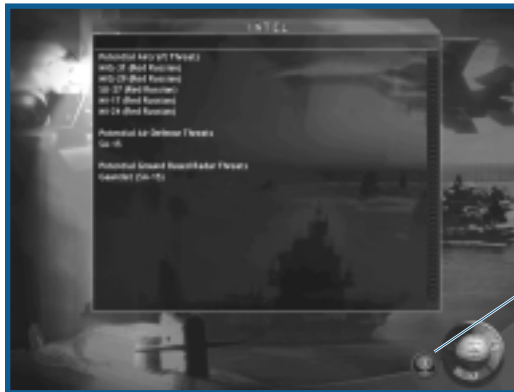 INTEL
Potential Aircraft Threats
MiG-31 (Red Russian)
MiG-29 (Red Russian)
SU-27 (Red Russian)
Mi-17 (Red Russian)
Mi-24 (Red Russian)
Potential Air Defense Threats
SA-15
Potential Ground Based Radar Threats
Gauntlet (SA-15)